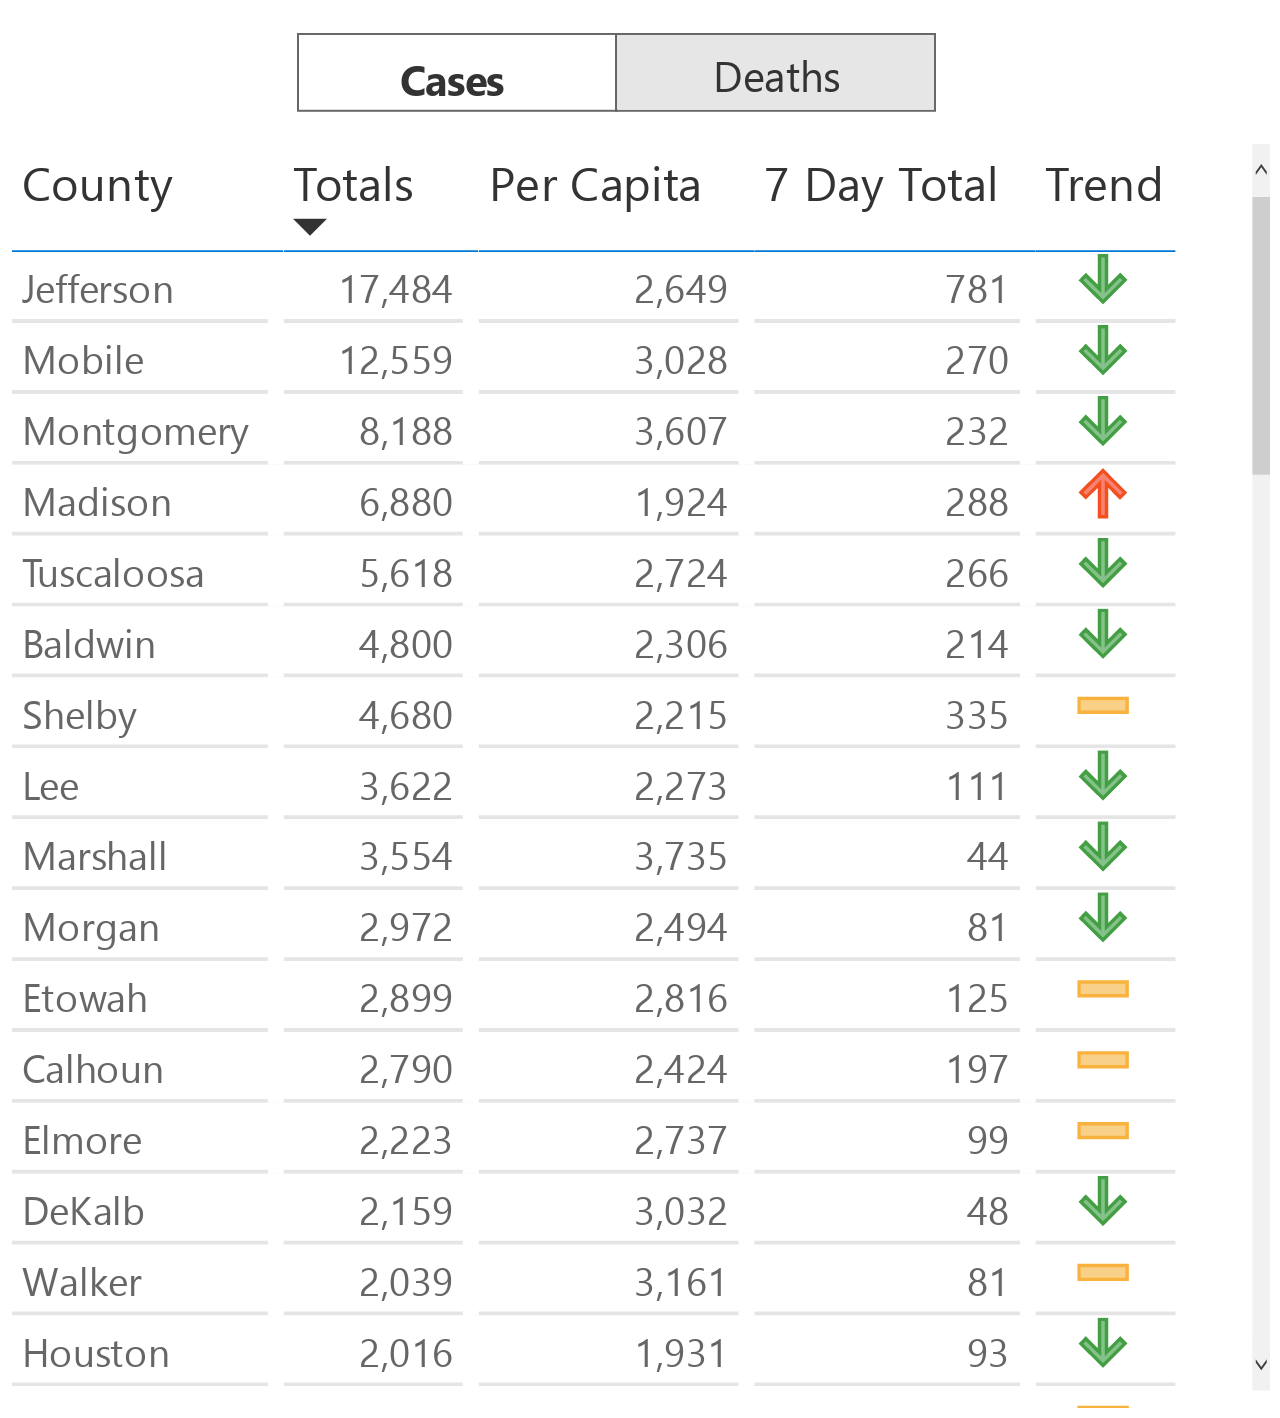 Cases Deaths
County Totals Per Capita 7 Day Total Trend
Jefferson 17,484 2,649 781
Mobile 12,559 3,028 270
Montgomery 8,188 3,607 232
Madison 6,880 1,924 288
Tuscaloosa 5,618 2,724 266
Baldwin 4,800 2,306 214
Shelby 4,680 2,215 335
Lee 3,622 2,273 111
Marshall 3,554 3,735 44
Morgan 2,972 2,494 81
Etowah 2,899 2,816 125
Calhoun 2,790 2,424 197
Elmore 2,223 2,737 99
DeKalb 2,159 3,032 48
Walker 2,039 3,161 81
Houston 2,016 1,931 93